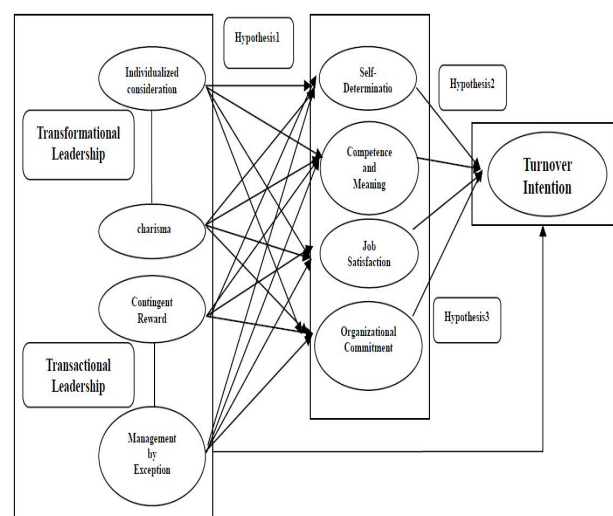 Hypothesis1
Individualized
consideration
Self-
Determinatio
Hypothesis2
Transformational
Leadership
Competence
and
Meaning
Turnover
Intention
charisma
Job
Satisfaction
Contingent
Reward
Organizational
Commitment
Hypothesis3
Transactional
Leadership
Management
by
Exception